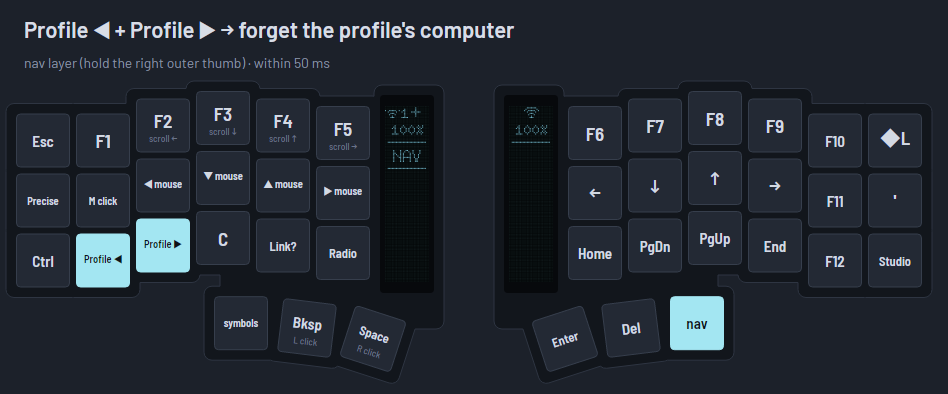 Profile ◀ + Profile ▶ → forget the profile's computer
nav layer (hold the right outer thumb) · within 50 ms
Esc
F1
F2
scroll ←
F3
scroll ↓
F4
scroll ↑
F5
scroll →
1+
100%
NAV
Precise
M click
◀ mouse
▼ mouse
▲ mouse
▶ mouse
Ctrl
Profile ◀
Profile ▶
C
Link?
Radio
symbols
Bksp
L click
Space
R click
100%
F6
F7
F8
F9
F10
◆L
←
↓
↑
→
F11
'
Home
PgDn
PgUp
End
F12
Studio
Enter
Del
nav